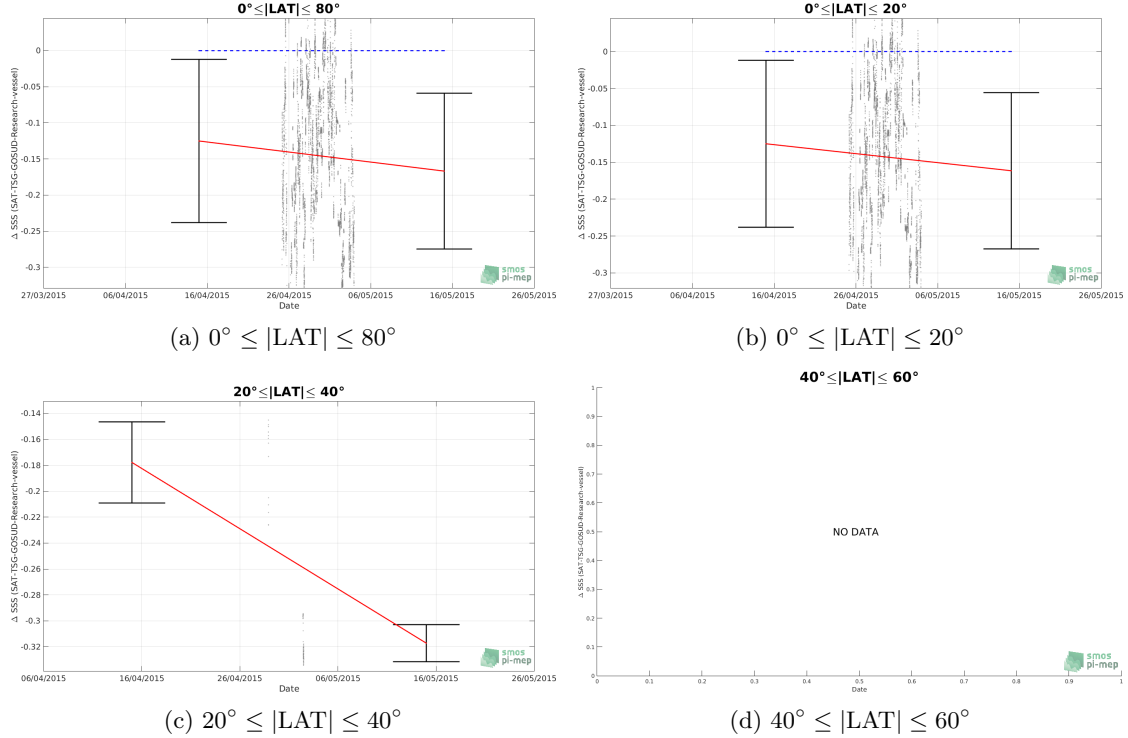 0°≤|LAT|≤ 80°
Δ SSS (SAT-TSG-GOSUD-Research-vessel)
0
-0.05
-0.1
-0.15
-0.2
-0.25
-0.3
27/03/2015 06/04/2015 16/04/2015 26/04/2015 06/05/2015 16/05/2015 26/05/2015
Date
smos
pi-mep
(a) 0° ≤ |LAT| ≤ 80°
0°≤|LAT|≤ 20°
Δ SSS (SAT-TSG-GOSUD-Research-vessel)
0
-0.05
-0.1
-0.15
-0.2
-0.25
-0.3
27/03/2015 06/04/2015 16/04/2015 26/04/2015 06/05/2015 16/05/2015 26/05/2015
Date
smos
pi-mep
(b) 0° ≤ |LAT| ≤ 20°
20°≤|LAT|≤ 40°
Δ SSS (SAT-TSG-GOSUD-Research-vessel)
-0.14
-0.16
-0.18
-0.2
-0.22
-0.24
-0.26
-0.28
-0.3
-0.32
06/04/2015 16/04/2015 26/04/2015 06/05/2015 16/05/2015 26/05/2015
Date
smos
pi-mep
(c) 20° ≤ |LAT| ≤ 40°
40°≤|LAT|≤ 60°
Δ SSS (SAT-TSG-GOSUD-Research-vessel)
1
0.9
0.8
0.7
0.6
0.5
0.4
0.3
0.2
0.1
0
NO DATA
0 0.1 0.2 0.3 0.4 0.5 0.6 0.7 0.8 0.9 1
Date
smos
pi-mep
(d) 40° ≤ |LAT| ≤ 60°